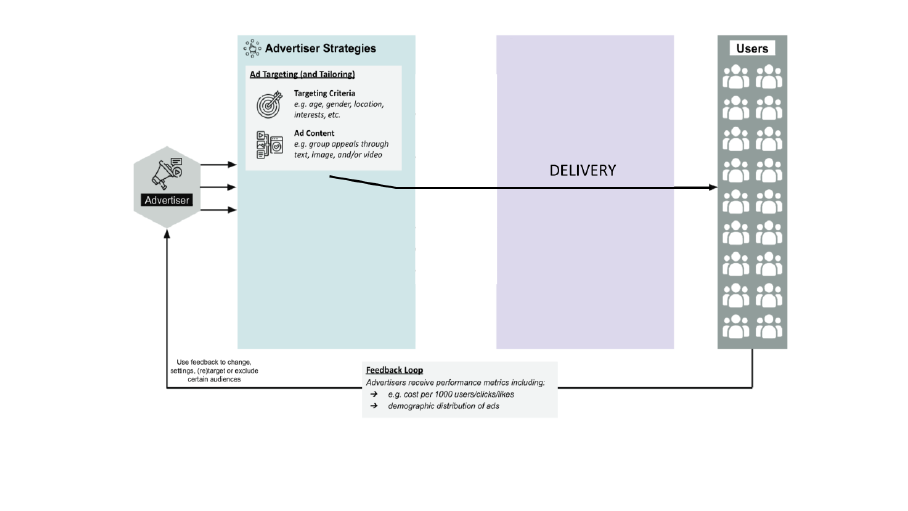 Advertiser Strategies
Ad Targeting (and Tailoring)
Targeting Criteria
e.g. age, gender, location,
interests, etc.
Ad Content
e.g. group appeals through
text, image, and/or video
Advertiser
DELIVERY
Users
Use feedback to change,
settings, (re)target or exclude
certain audiences
Feedback Loop
Advertisers receive performance metrics including:
→ e.g. cost per 1000 users/clicks/likes
→ demographic distribution of ads